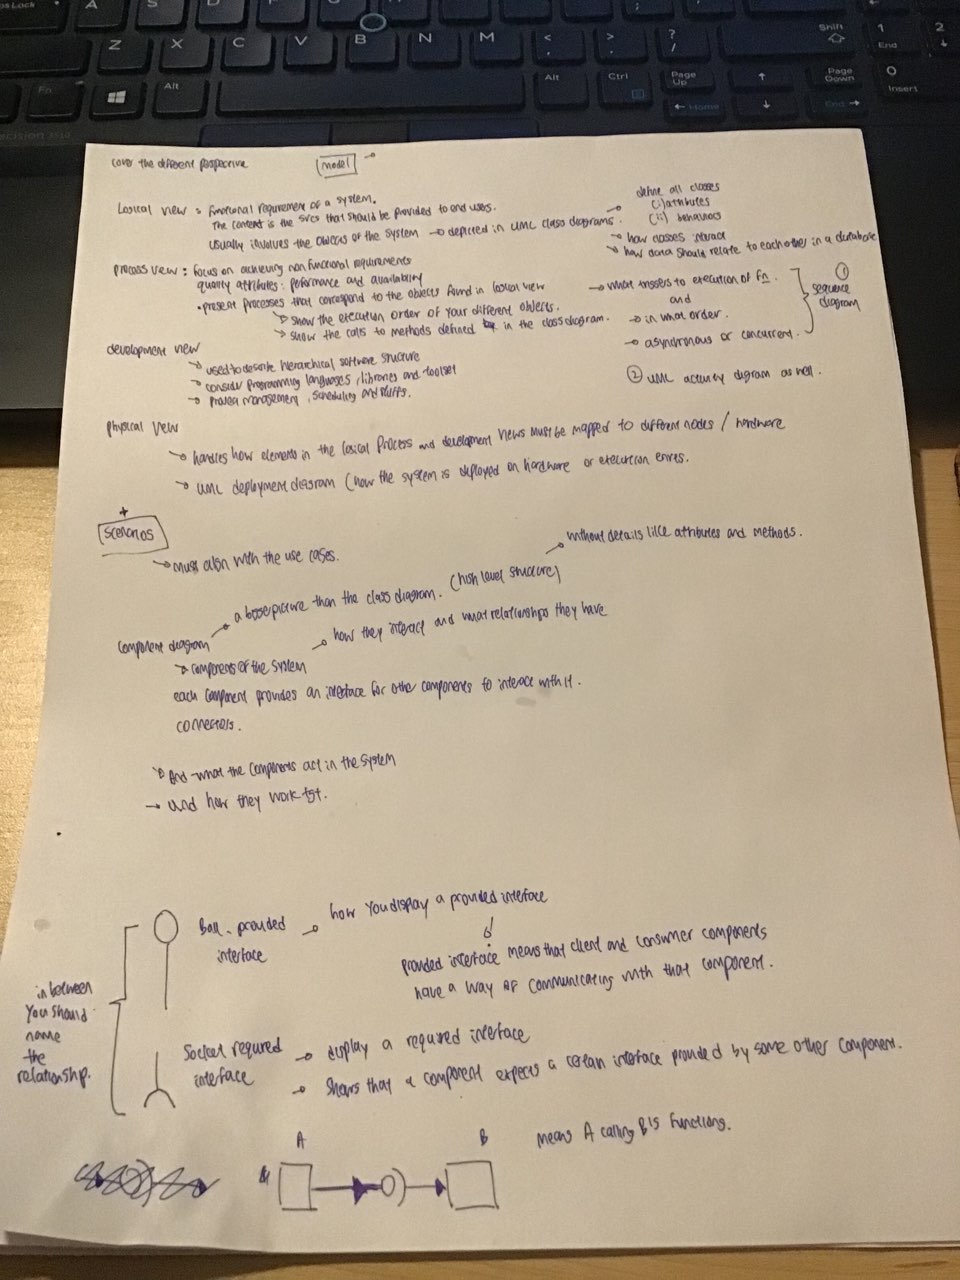 A S D F G H J K L
Z X C V B N M < , > . ? / Shift 1 End 2
Fn Alt Alt Ctrl Page Up Page Down 0 Insert
Home End
cover the different perspective
model
Logical view : Functional requirement of a system.
The content is the svcs that should be provided to end users.
usually involves the objects of the system → depicted in UML class diagrams.
define all classes
(i) attributes
(ii) behaviors
how classes interact
how data should relate to each other in a database
process view : Focus on achieving non functional requirements
quality attributes : performance and availability
• present processes that correspond to the objects found in logical view
show the execution order of your different objects.
show the calls to methods defined in the class diagram.
what triggers to execution of fn.
and
in what order.
asynchronous or concurrent.
① sequence
diagram
② UML activity digram as well.
development view
used to describe hierarchical software structure
consider programming languages, libraries and toolset
project management, scheduling and stuffs.
physical view
handles how elements in the logical process and development views must be mapped to different nodes / hardware
UML deployment diagram (how the system is deployed on hardware or execution
+
scenarios
must align with the use cases.
without details like attributes and methods.
a picture than the class diagram. (high level structure)
component diagram
how they interact and what relationships they have
components of the system
each component provides an interface for other components to interact with it.
connectors.
And what the components act in the system
and how they work tgt.
Ball - provided
interface
how you display a provided interface
provided interface means that client and consumer components
have a way of communicating with that component.
in between
you should
name
the
relationship.
Socket required
interface
display a required interface
shows that a component expects a certain interface provided by some other component.
A B
means A calling B's functions.